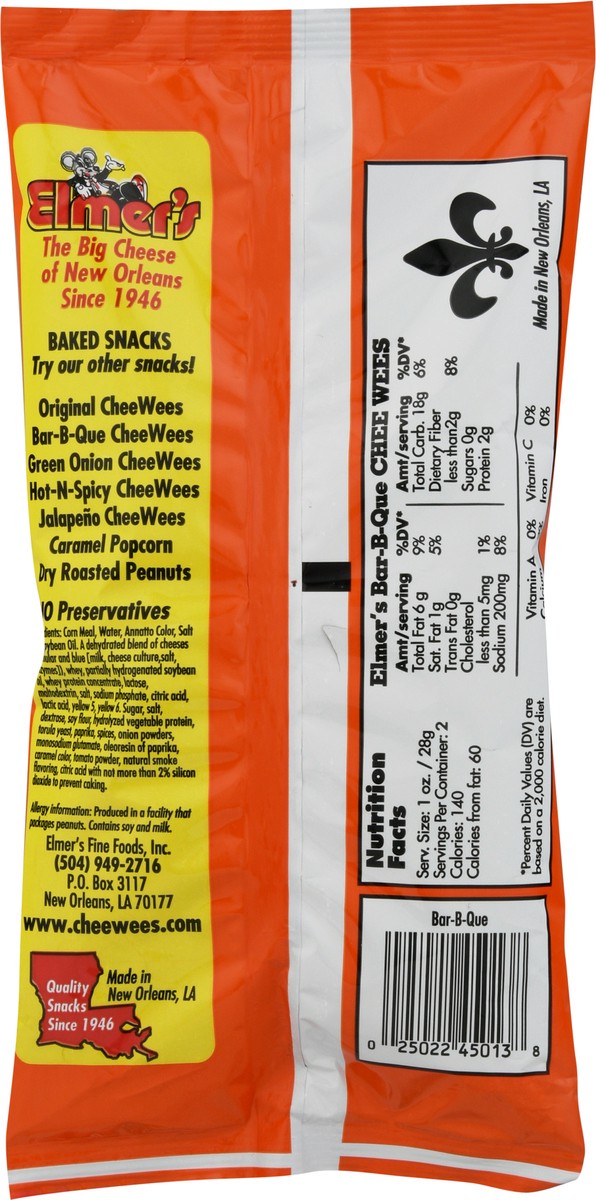 Elmer's
The Big Cheese
of New Orleans
Since 1946
BAKED SNACKS
Try our other snacks!
Original CheeWees
Bar-B-Que CheeWees
Green Onion CheeWees
Hot-N-Spicy CheeWees
Jalapeño CheeWees
Caramel Popcorn
Dry Roasted Peanuts
Preservatives
Corn Meal, Water, Annatto Color, Salt
Oil. A dehydrated blend of cheeses
and blue [milk, cheese culture,salt,
whey, partially hydrogenated soybean
whey protein concentrate, lactose,
maltodextrin, salt, sodium phosphate, citric acid,
lactic acid, yellow 5, yellow 6. Sugar, salt,
dextrose, soy flour, hydrolyzed vegetable protein,
torula yeast, paprika, spices, onion powders,
monosodium glutamate, oleoresin of paprika,
caramel color, tomato powder, natural smoke
flavoring, citric acid with not more than 2% silicon
dioxide to prevent caking.
Allergy Information: Produced in a facility that
packages peanuts. Contains soy and milk.
Elmer's Fine Foods, Inc.
(504) 949-2716
P.O. Box 3117
New Orleans, LA 70177
www.cheewees.com
Quality
Snacks
Since 1946
Made in
New Orleans, LA
Nutrition
Facts
Serv. Size: 1 oz. / 28g
Servings Per Container: 2
Calories: 140
Calories from fat: 60
*Percent Daily Values (DV) are
based on a 2,000 calorie diet.
Elmer's Bar-B-Que CHEE WEES
Amt/serving %DV*
Total Fat 6 g 9%
Sat. Fat 1g 5%
Trans Fat 0g
Cholesterol
less than 5mg 1%
Sodium 200mg 8%
Amt/serving %DV*
Total Carb. 18g 6%
Dietary Fiber
less than2g 8%
Sugars 0g
Protein 2g
Vitamin A 0% Vitamin C 0%
Iron 0%
Made in New Orleans, LA
Bar-B-Que
0 25022 45013 8